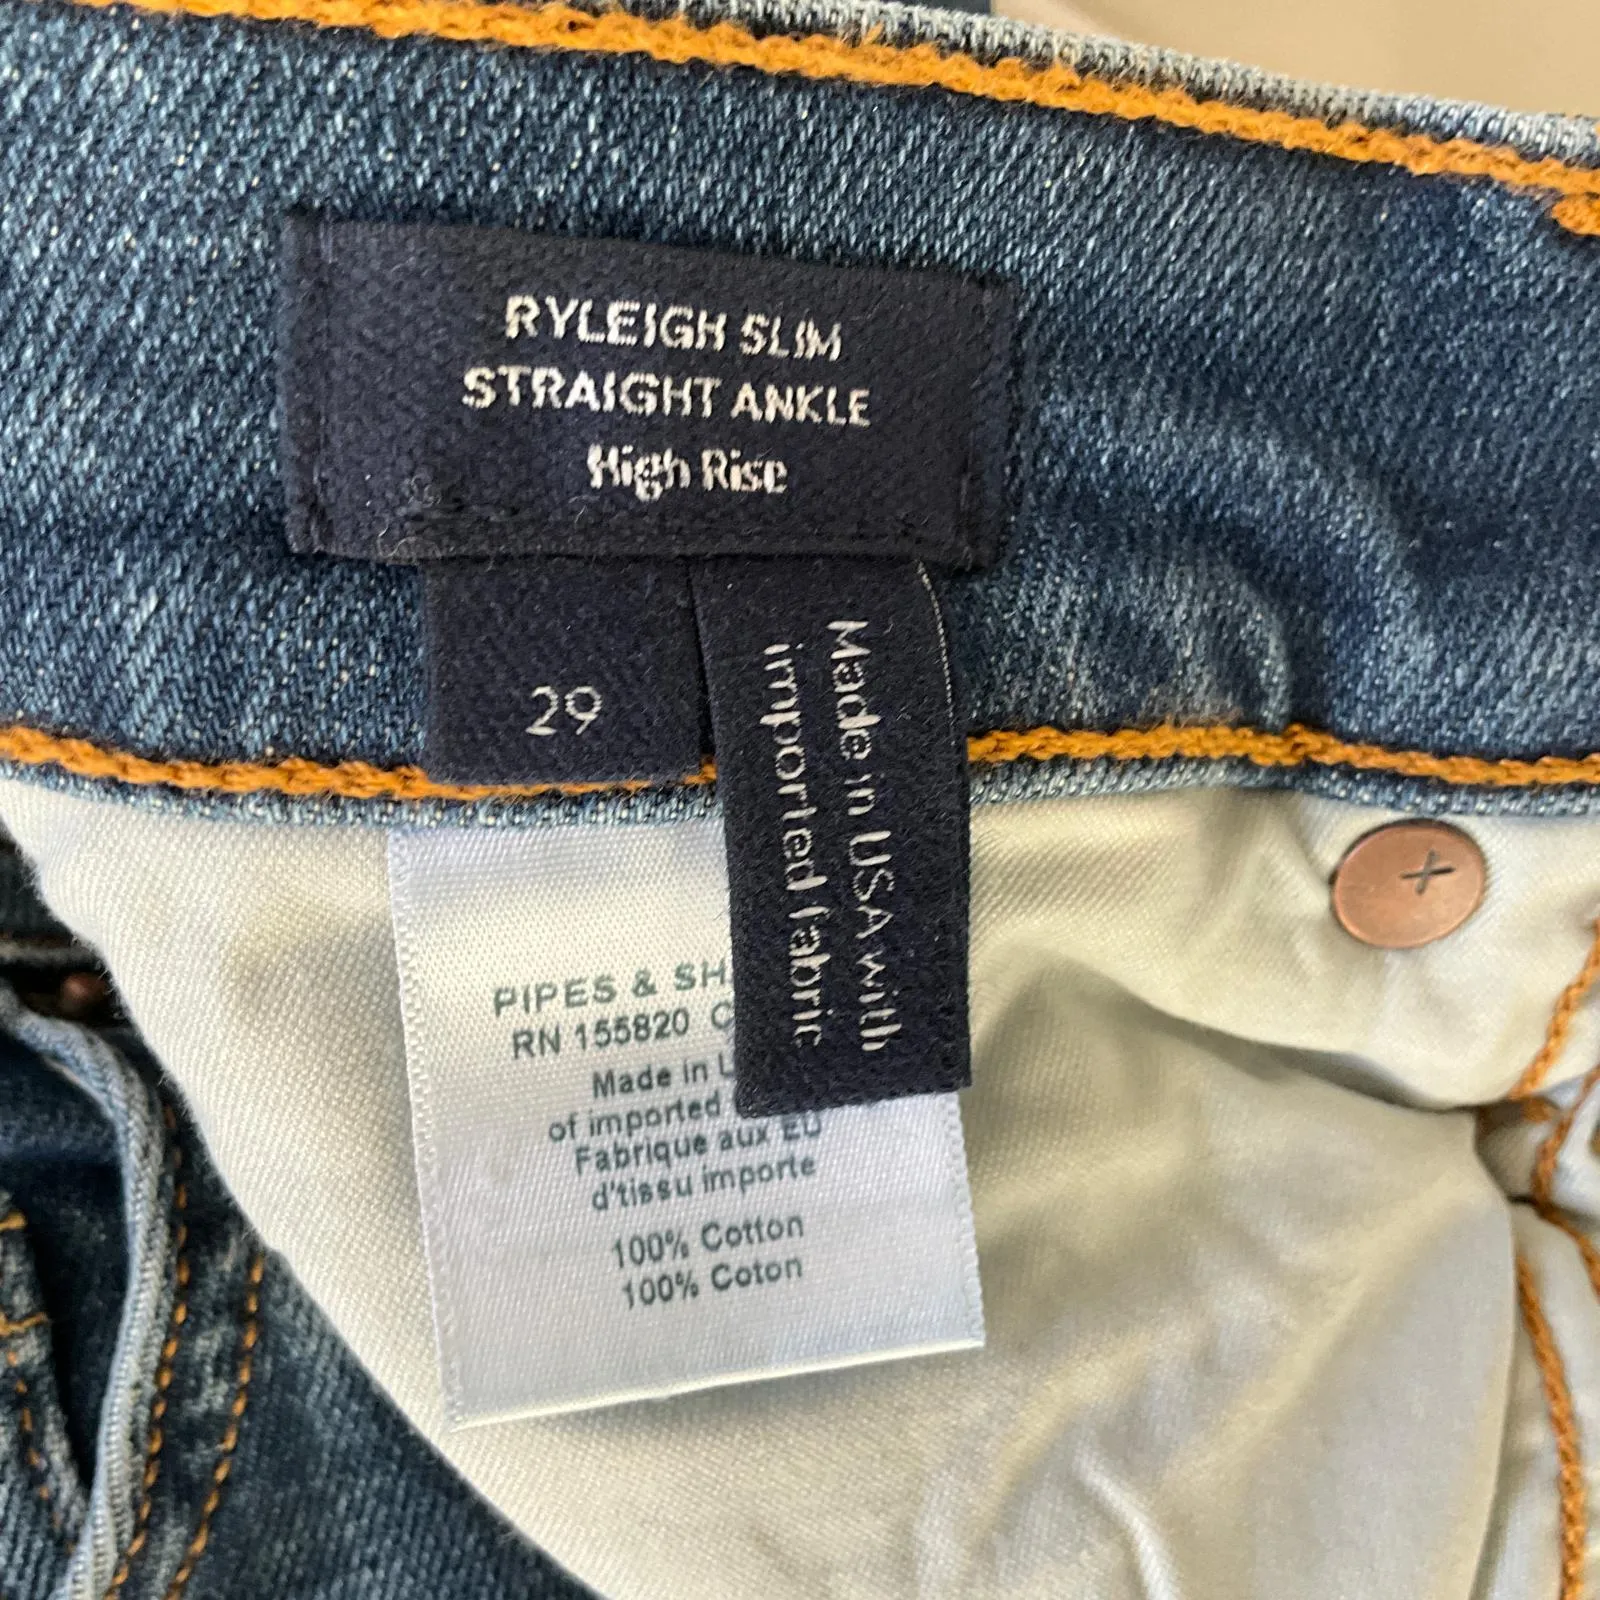 RYLEIGH SLIM
STRAIGHT ANKLE
High Rise
29
Made in USA with
imported fabric
PIPES &
RN 155820
Made in
of imported
Fabrique aux EU
d'tissu importe
100% Cotton
100% Coton